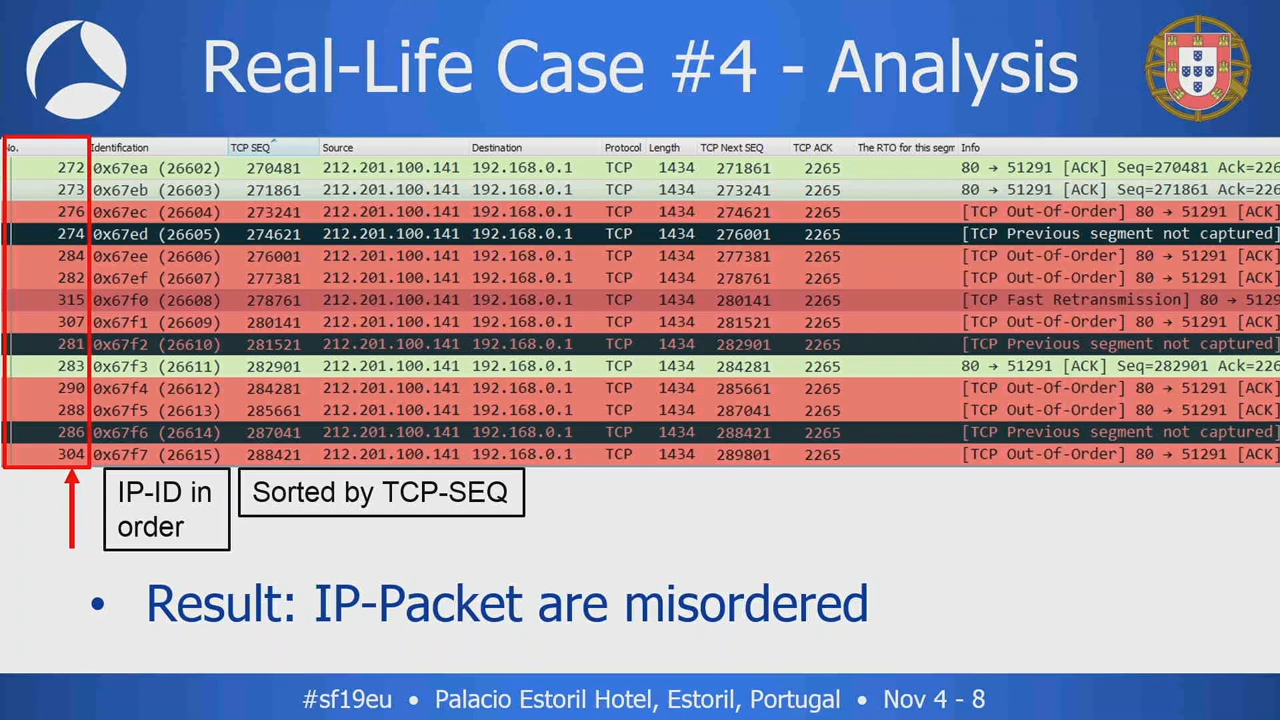 Real-Life Case #4 - Analysis
No. Identification TCP SEQ Source Destination Protocol Length TCP Next SEQ TCP ACK The RTO for this segm Info
272 0x67ea (26602) 270481 212.201.100.141 192.168.0.1 TCP 1434 271861 2265 80 → 51291 [ACK] Seq=270481 Ack=226
273 0x67eb (26603) 271861 212.201.100.141 192.168.0.1 TCP 1434 273241 2265 80 → 51291 [ACK] Seq=271861 Ack=226
276 0x67ec (26604) 273241 212.201.100.141 192.168.0.1 TCP 1434 274621 2265 [TCP Out-Of-Order] 80 → 51291 [ACK]
274 0x67ed (26605) 274621 212.201.100.141 192.168.0.1 TCP 1434 276001 2265 [TCP Previous segment not captured]
284 0x67ee (26606) 276001 212.201.100.141 192.168.0.1 TCP 1434 277381 2265 [TCP Out-Of-Order] 80 → 51291 [ACK]
282 0x67ef (26607) 277381 212.201.100.141 192.168.0.1 TCP 1434 278761 2265 [TCP Out-Of-Order] 80 → 51291 [ACK]
315 0x67f0 (26608) 278761 212.201.100.141 192.168.0.1 TCP 1434 280141 2265 [TCP Fast Retransmission] 80 → 5129
307 0x67f1 (26609) 280141 212.201.100.141 192.168.0.1 TCP 1434 281521 2265 [TCP Out-Of-Order] 80 → 51291 [ACK]
281 0x67f2 (26610) 281521 212.201.100.141 192.168.0.1 TCP 1434 282901 2265 [TCP Previous segment not captured]
283 0x67f3 (26611) 282901 212.201.100.141 192.168.0.1 TCP 1434 284281 2265 80 → 51291 [ACK] Seq=282901 Ack=226
290 0x67f4 (26612) 284281 212.201.100.141 192.168.0.1 TCP 1434 285661 2265 [TCP Out-Of-Order] 80 → 51291 [ACK]
288 0x67f5 (26613) 285661 212.201.100.141 192.168.0.1 TCP 1434 287041 2265 [TCP Out-Of-Order] 80 → 51291 [ACK]
286 0x67f6 (26614) 287041 212.201.100.141 192.168.0.1 TCP 1434 288421 2265 [TCP Previous segment not captured]
304 0x67f7 (26615) 288421 212.201.100.141 192.168.0.1 TCP 1434 289801 2265 [TCP Out-Of-Order] 80 → 51291 [ACK]
IP-ID in
order
Sorted by TCP-SEQ
• Result: IP-Packet are misordered
#sf19eu • Palacio Estoril Hotel, Estoril, Portugal • Nov 4 - 8